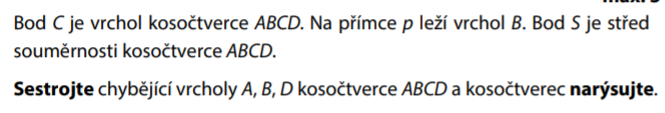 Bod C je vrchol kosočtverce ABCD. Na přímce p leží vrchol B. Bod S je střed
souměrnosti kosočtverce ABCD.
Sestrojte chybějící vrcholy A, B, D kosočtverce ABCD a kosočtverec narýsujte.